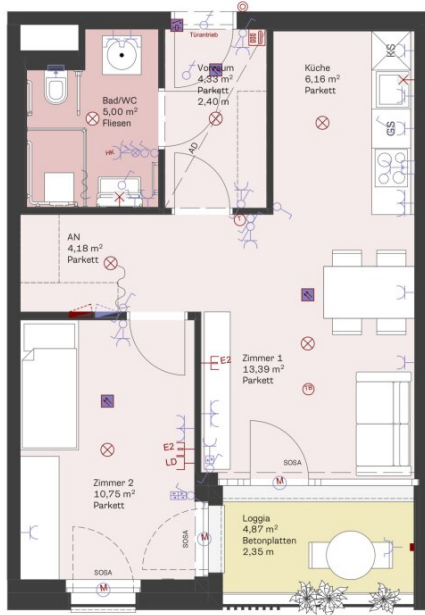 Türantrieb
Vorraum
4,33 m²
Parkett
2,40 m
Küche
6,16 m²
Parkett
KS
GS
Bad/WC
5,00 m²
Fliesen
HK
AD
AN
4,18 m²
Parkett
T
E2
Zimmer 1
13,39 m²
Parkett
TB
E2
ED
SOSA
M
Zimmer 2
10,75 m²
Parkett
SOSA
M
SOSA
M
Loggia
4,87 m²
Betonplatten
2,35 m